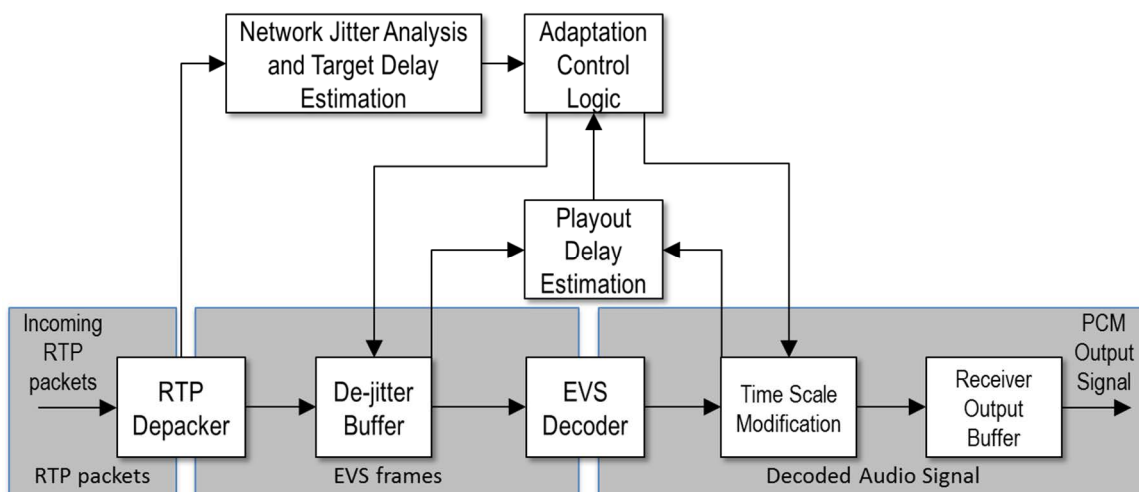 Network Jitter Analysis
and Target Delay
Estimation
Adaptation
Control
Logic
Playout
Delay
Estimation
Incoming
RTP
packets
RTP
Depacker
De-jitter
Buffer
EVS
Decoder
Time Scale
Modification
Receiver
Output
Buffer
PCM
Output
Signal
RTP packets
EVS frames
Decoded Audio Signal